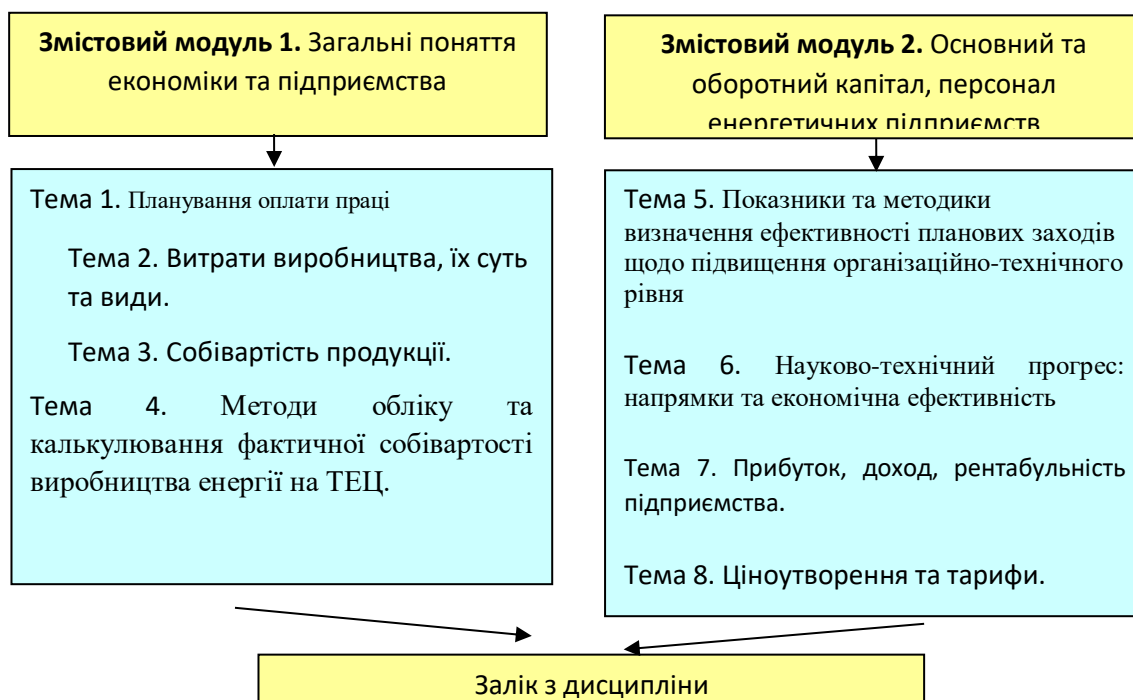 Змістовий модуль 1. Загальні поняття
економіки та підприємства
Тема 1. Планування оплати праці
Тема 2. Витрати виробництва, їх суть
та види.
Тема 3. Собівартість продукції.
Тема 4. Методи обліку та
калькулювання фактичної собівартості
виробництва енергії на ТЕЦ.
Змістовий модуль 2. Основний та
оборотний капітал, персонал
енергетичних підприємств
Тема 5. Показники та методики
визначення ефективності планових заходів
щодо підвищення організаційно-технічного
рівня
Тема 6. Науково-технічний прогрес:
напрямки та економічна ефективність
Тема 7. Прибуток, доход, рентабульність
підприємства.
Тема 8. Ціноутворення та тарифи.
Залік з дисципліни